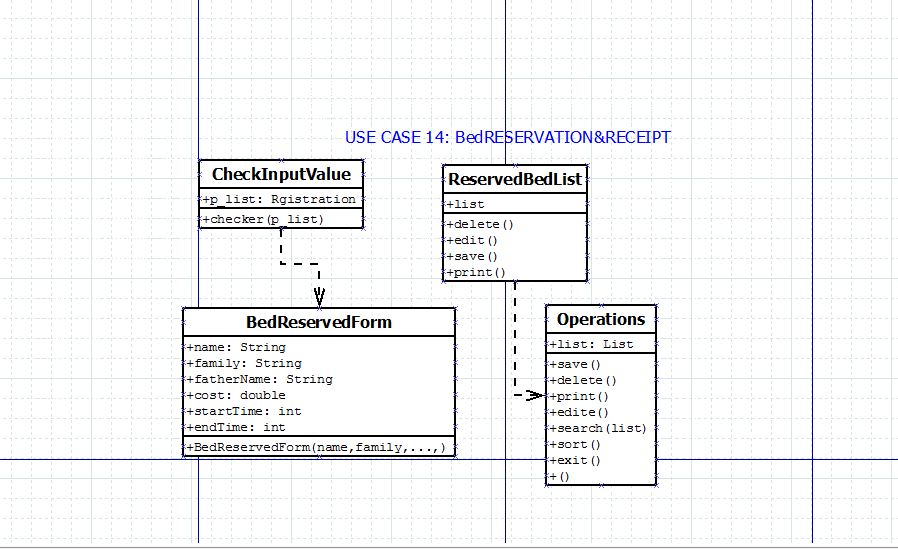 USE CASE 14: BedRESERVATION&RECEIPT
CheckInputValue
+p_list: Rgistration
+checker(p_list)
ReservedBedList
+list
+delete()
+edit()
+save()
+print()
BedReservedForm
+name: String
+family: String
+fatherName: String
+cost: double
+startTime: int
+endTime: int
+BedReservedForm(name,family,...,)
Operations
+list: List
+save()
+delete()
+print()
+edite()
+search(list)
+sort()
+exit()
+()